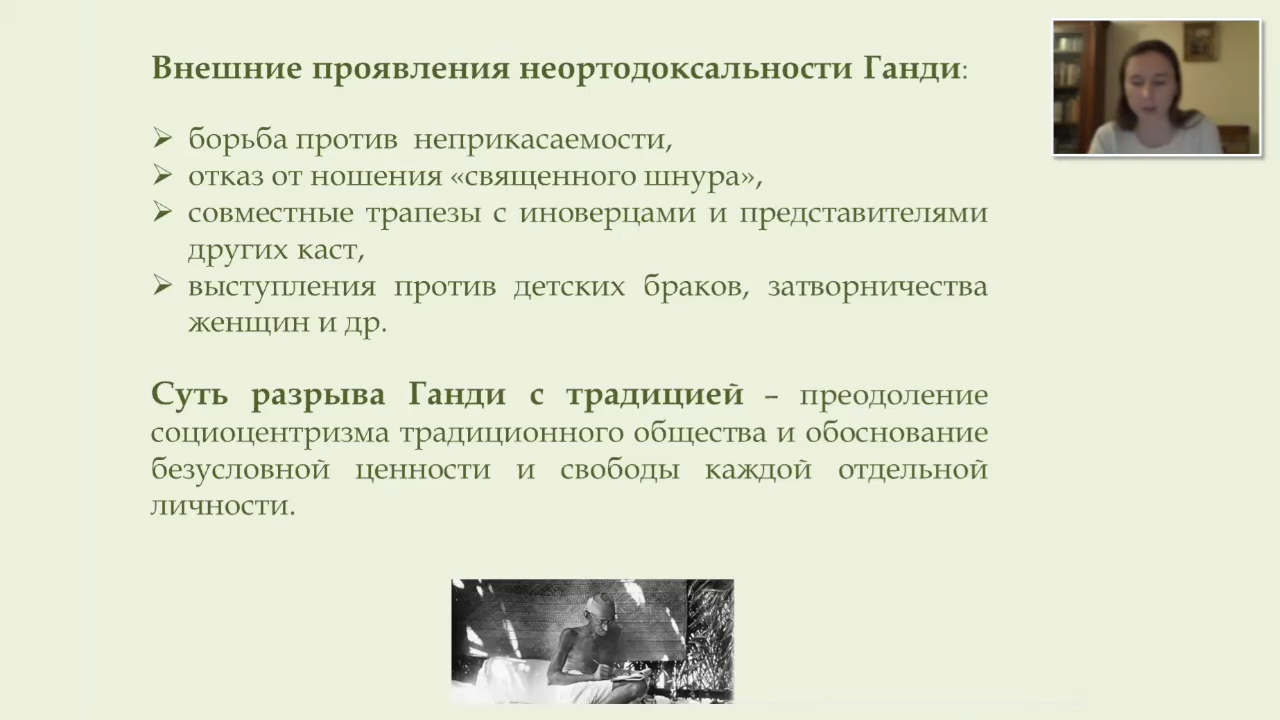 Внешние проявления неортодоксальности Ганди:
➢ борьба против неприкасаемости,
➢ отказ от ношения «священного шнура»,
➢ совместные трапезы с иноверцами и представителями
других каст,
➢ выступления против детских браков, затворничества
женщин и др.
Суть разрыва Ганди с традицией – преодоление
социоцентризма традиционного общества и обоснование
безусловной ценности и свободы каждой отдельной
личности.